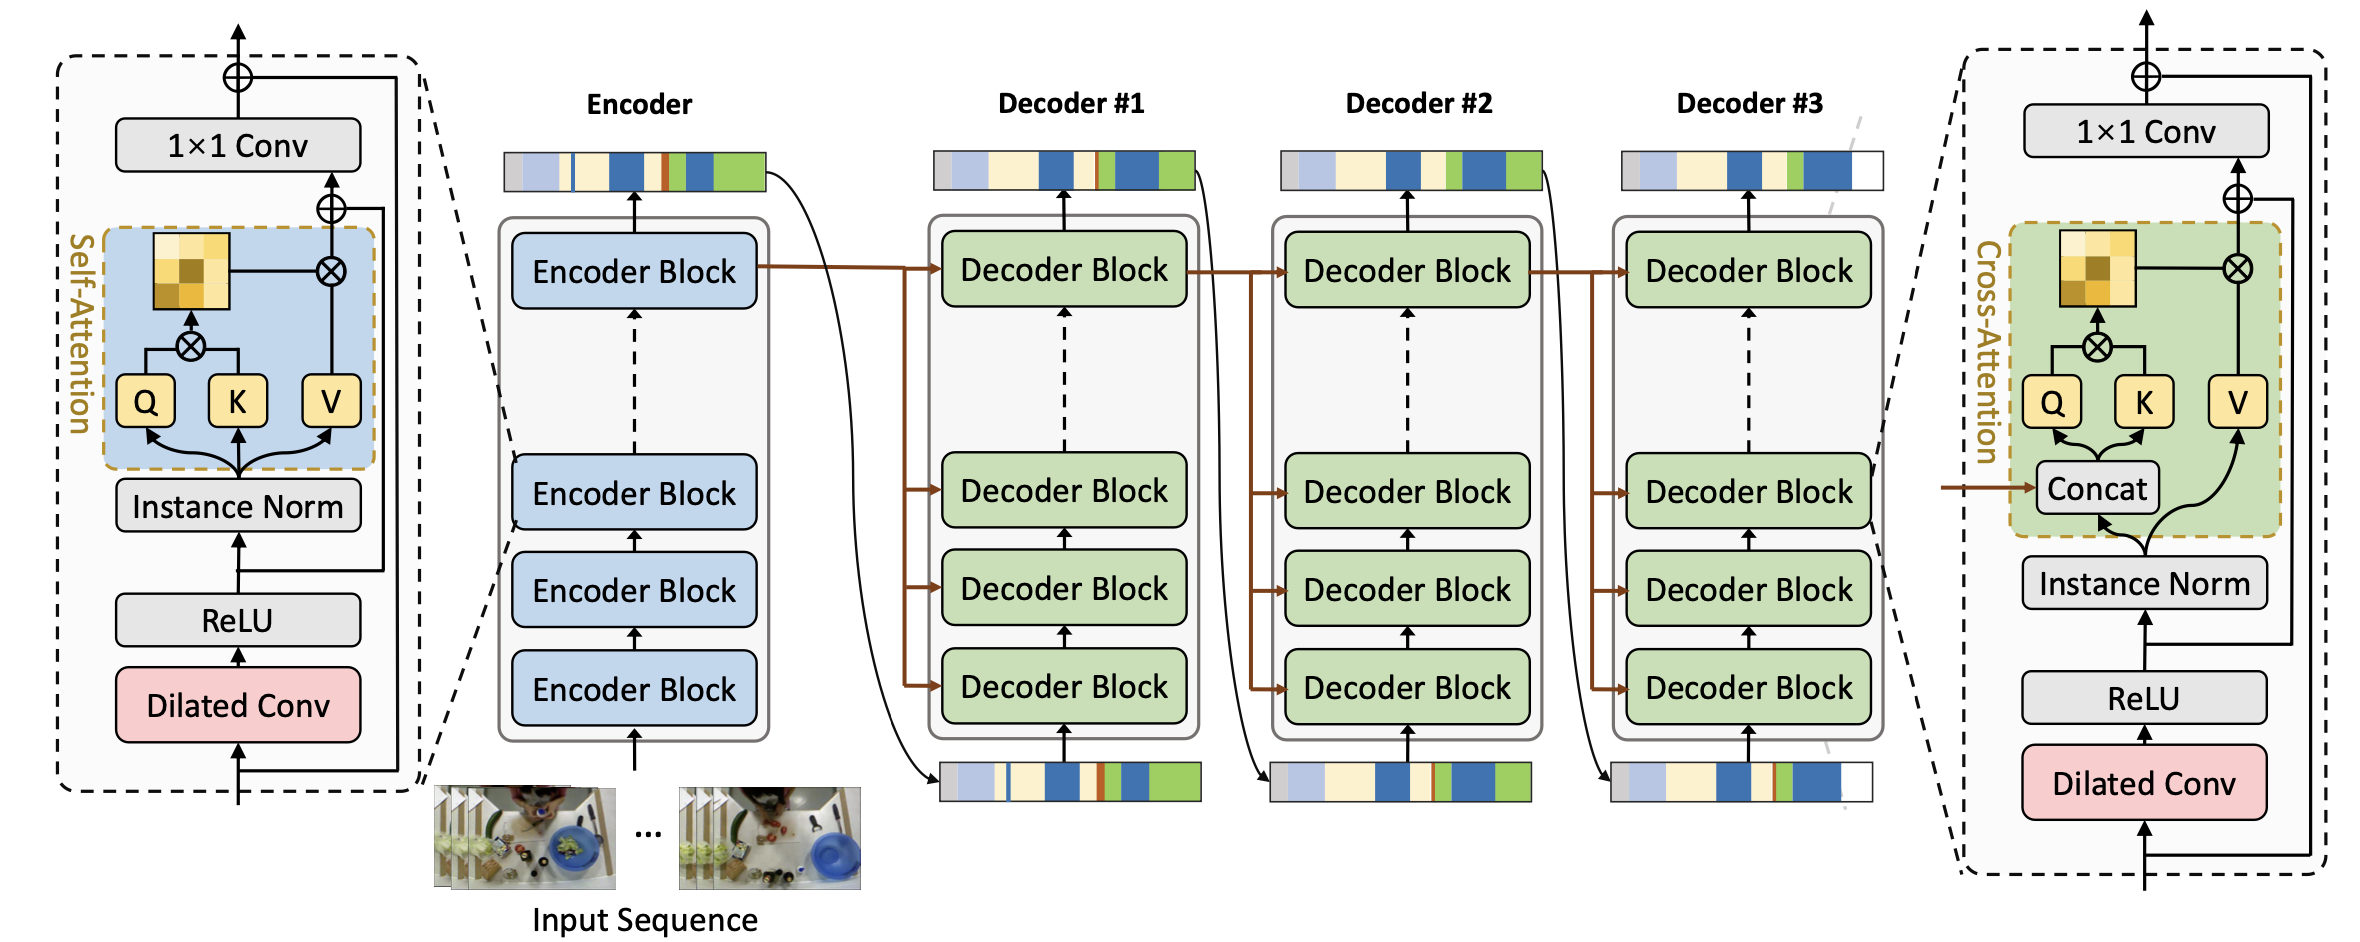 1×1 Conv
Self-Attention
Q
K
V
Instance Norm
ReLU
Dilated Conv
Encoder
Encoder Block
Encoder Block
Encoder Block
Encoder Block
...
Input Sequence
Decoder #1
Decoder Block
Decoder Block
Decoder Block
Decoder Block
Decoder #2
Decoder Block
Decoder Block
Decoder Block
Decoder Block
Decoder #3
Decoder Block
Decoder Block
Decoder Block
Decoder Block
1×1 Conv
Cross-Attention
Q
K
V
Concat
Instance Norm
ReLU
Dilated Conv